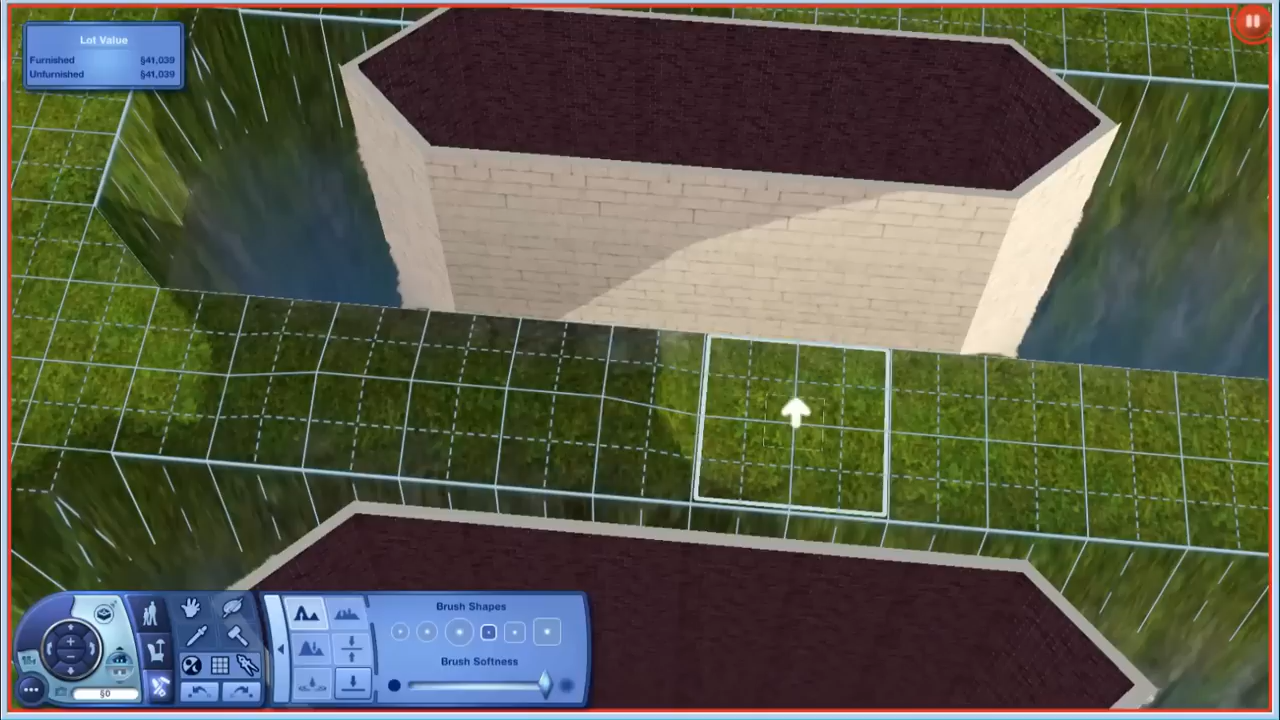 Lot Value
Furnished §41,039
Unfurnished §41,039
Brush Shapes
Brush Softness
§0